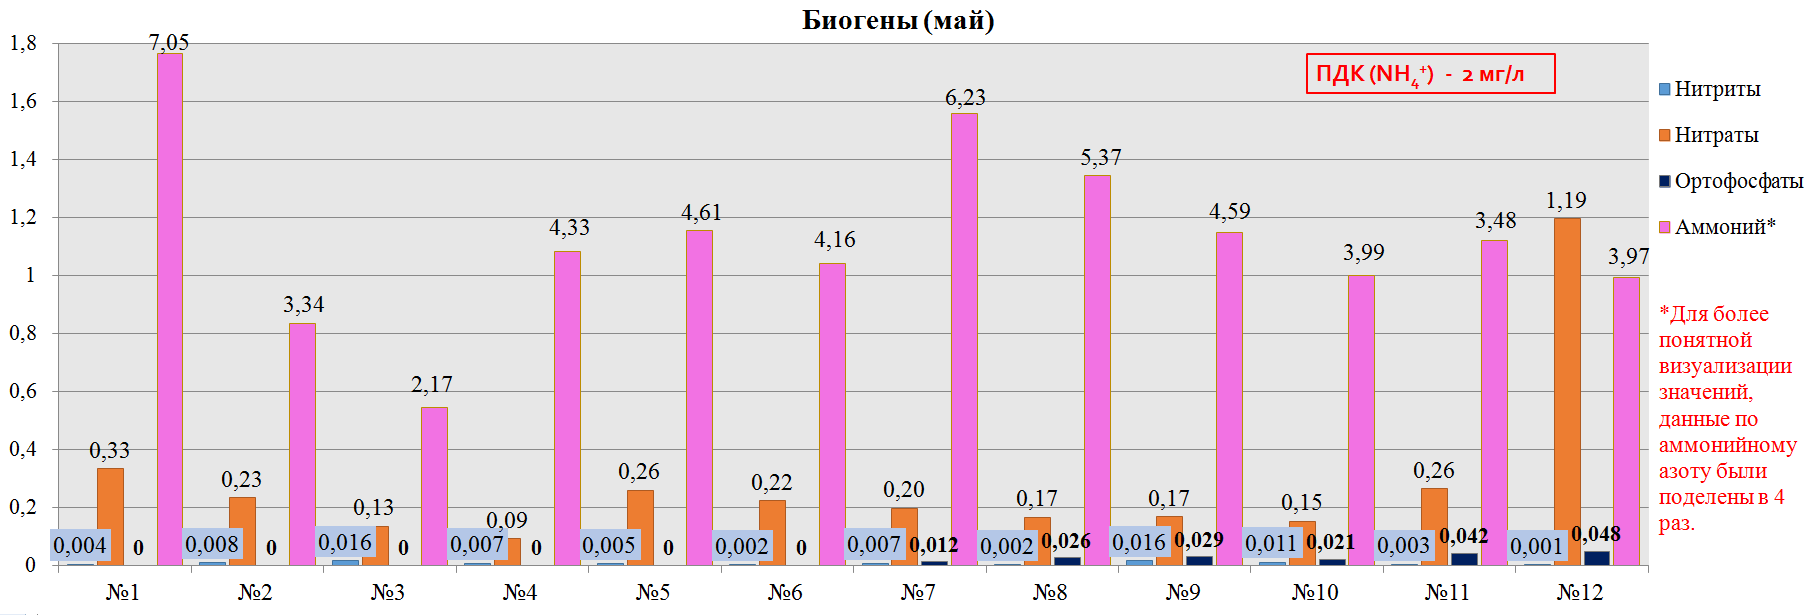 Биогены (май)
ПДК (NH4+) - 2 мг/л
1,8
1,6
1,4
1,2
1
0,8
0,6
0,4
0,2
0
7,05
3,34
2,17
4,33
4,61
4,16
6,23
5,37
4,59
3,99
3,48
1,19
3,97
0,33
0,23
0,13
0,09
0,26
0,22
0,20
0,17
0,17
0,15
0,26
0,004 0
0,008 0
0,016 0
0,007 0
0,005 0
0,002 0
0,007 0,012
0,002 0,026
0,016 0,029
0,011 0,021
0,003 0,042
0,001 0,048
№1 №2 №3 №4 №5 №6 №7 №8 №9 №10 №11 №12
Нитриты
Нитраты
Ортофосфаты
Аммоний*
*Для более
понятной
визуализации
значений,
данные по
аммонийному
азоту были
поделены в 4
раз.